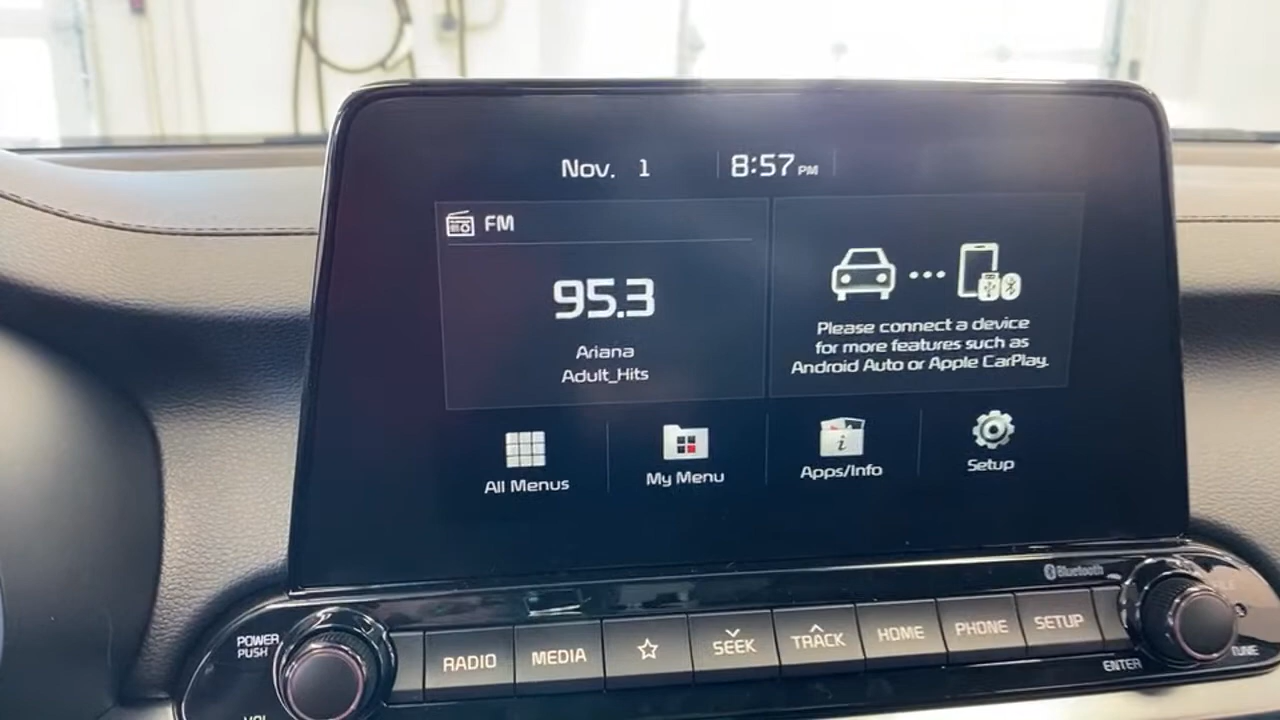 Nov. 1
8:57 PM
FM
95.3
Ariana
Adult_Hits
Please connect a device
for more features such as
Android Auto or Apple CarPlay.
All Menus
My Menu
Apps/Info
Setup
Bluetooth
POWER
PUSH
RADIO
MEDIA
SEEK
TRACK
HOME
PHONE
SETUP
ENTER
TUNE
VOL